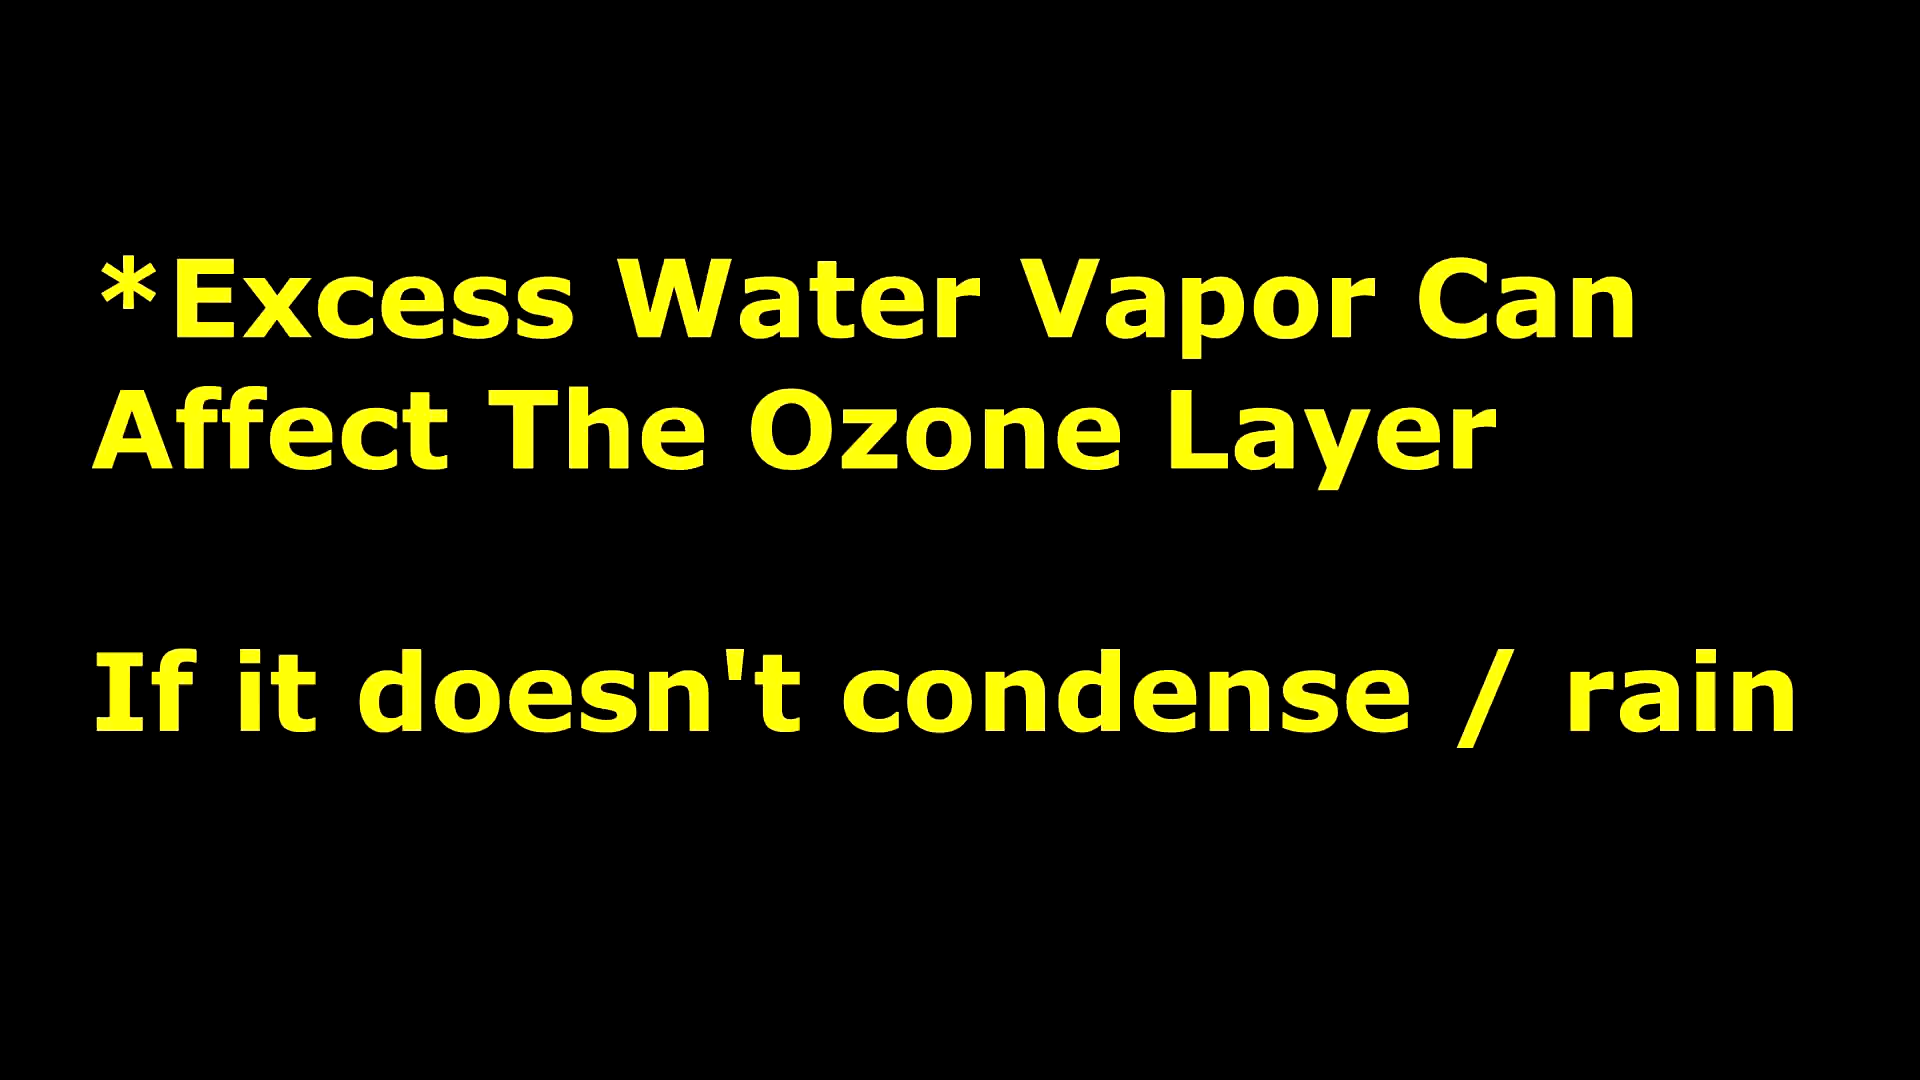 *Excess Water Vapor Can
Affect The Ozone Layer
If it doesn't condense / rain